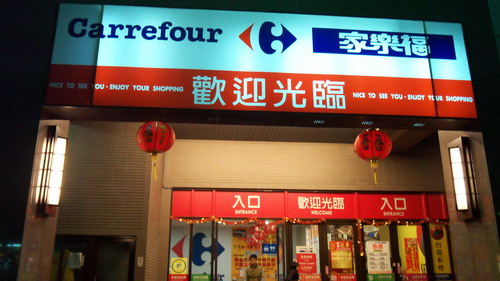 Carrefour 家樂福
NICE TO SEE YOU · ENJOY YOUR SHOPPING 歡迎光臨 NICE TO SEE YOU · ENJOY YOUR SHOPPING
入口 歡迎光臨 入口
ENTRANCE WELCOME ENTRANCE